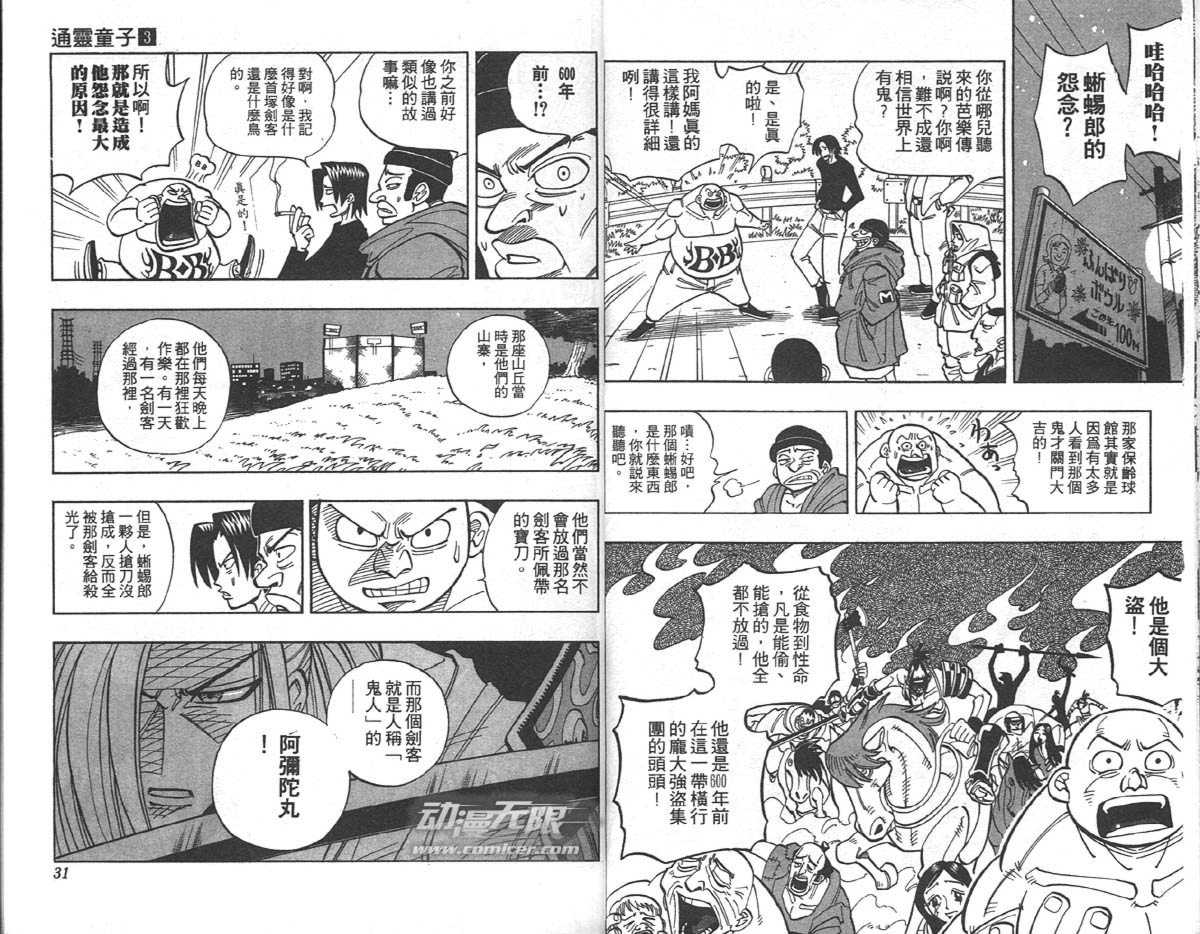 哇哈哈哈！
蜥蜴郎的
怨念？
ふんばり
ボウル
この先
100M
你從哪兒聽
來的芭樂傳
說啊？你啊
，難不成還
相信世界上
有鬼？
是、是真
的啦！
我阿媽真的
這樣講！還
講得很詳細
咧！
B·B
M
那家保齡球
館其實就是
因爲有太多
人看到那個
鬼才關門大
吉的！
わあっ
嘖…好吧，
那個蜥蜴郎
是什麼東西
，你就說來
聽聽吧。
他是個大
盜！
從食物到性命
，凡是能偷、
能搶的，他全
都不放過！
他還是600年前
在這一帶橫行
的龐大強盜集
團的頭頭！
通靈童子3
600年
前…!?
你之前好
像也講過
類似的故
事嘛…
對啊，我記
得好像是什
麼首塚劍客
還是什麼鳥
的。
真是的！
BB
B·B
所以啊！
那就是造成
他怨念最大
的原因！
那座山丘當
時是他們的
山寨，
他們每天晚上
都在那裡狂歡
作樂。有一天
，有一名劍客
經過那裡，
他們當然不
會放過那名
劍客所佩帶
的寶刀。
但是，蜥蜴郎
一夥人搶刀沒
搶成，反而全
被那劍客給殺
光了。
而那個劍客
就是人稱「
鬼人」的
——
阿彌陀丸
！
动漫无限
www.comicer.com
31